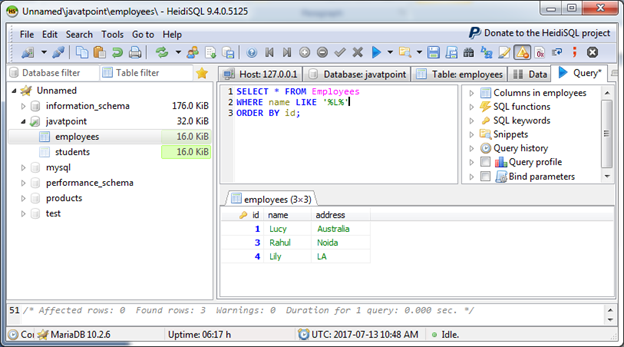 Unnamed\javatpoint\employees\ - HeidiSQL 9.4.0.5125
File Edit Search Tools Go to Help
Donate to the HeidiSQL project
Database filter Table filter
Host: 127.0.0.1 Database: javatpoint Table: employees Data Query*
Unnamed
information_schema 176.0 KiB
javatpoint 32.0 KiB
employees 16.0 KiB
students 16.0 KiB
mysql
performance_schema
products
test
1 SELECT * FROM Employees
2 WHERE name LIKE '%L%'
3 ORDER BY id;
Columns in employees
SQL functions
SQL keywords
Snippets
Query history
Query profile
Bind parameters
employees (3×3)
id name address
1 Lucy Australia
3 Rahul Noida
4 Lily LA
51 /* Affected rows: 0 Found rows: 3 Warnings: 0 Duration for 1 query: 0.000 sec. */
Co MariaDB 10.2.6 Uptime: 06:17 h UTC: 2017-07-13 10:48 AM Idle.